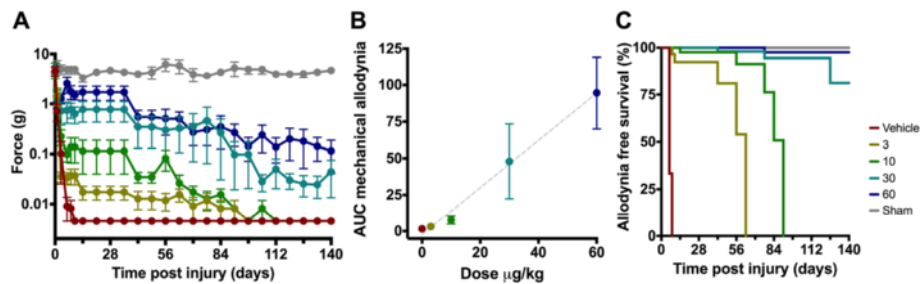 A
Force (g)
10
1
0.1
0.01
0 28 56 84 112 140
Time post injury (days)
B
AUC mechanical allodynia
125
100
75
50
25
0
0 20 40 60
Dose μg/kg
C
Allodynia free survival (%)
100
50
0
0 28 56 84 112 140
Time post injury (days)
Vehicle
3
10
30
60
Sham